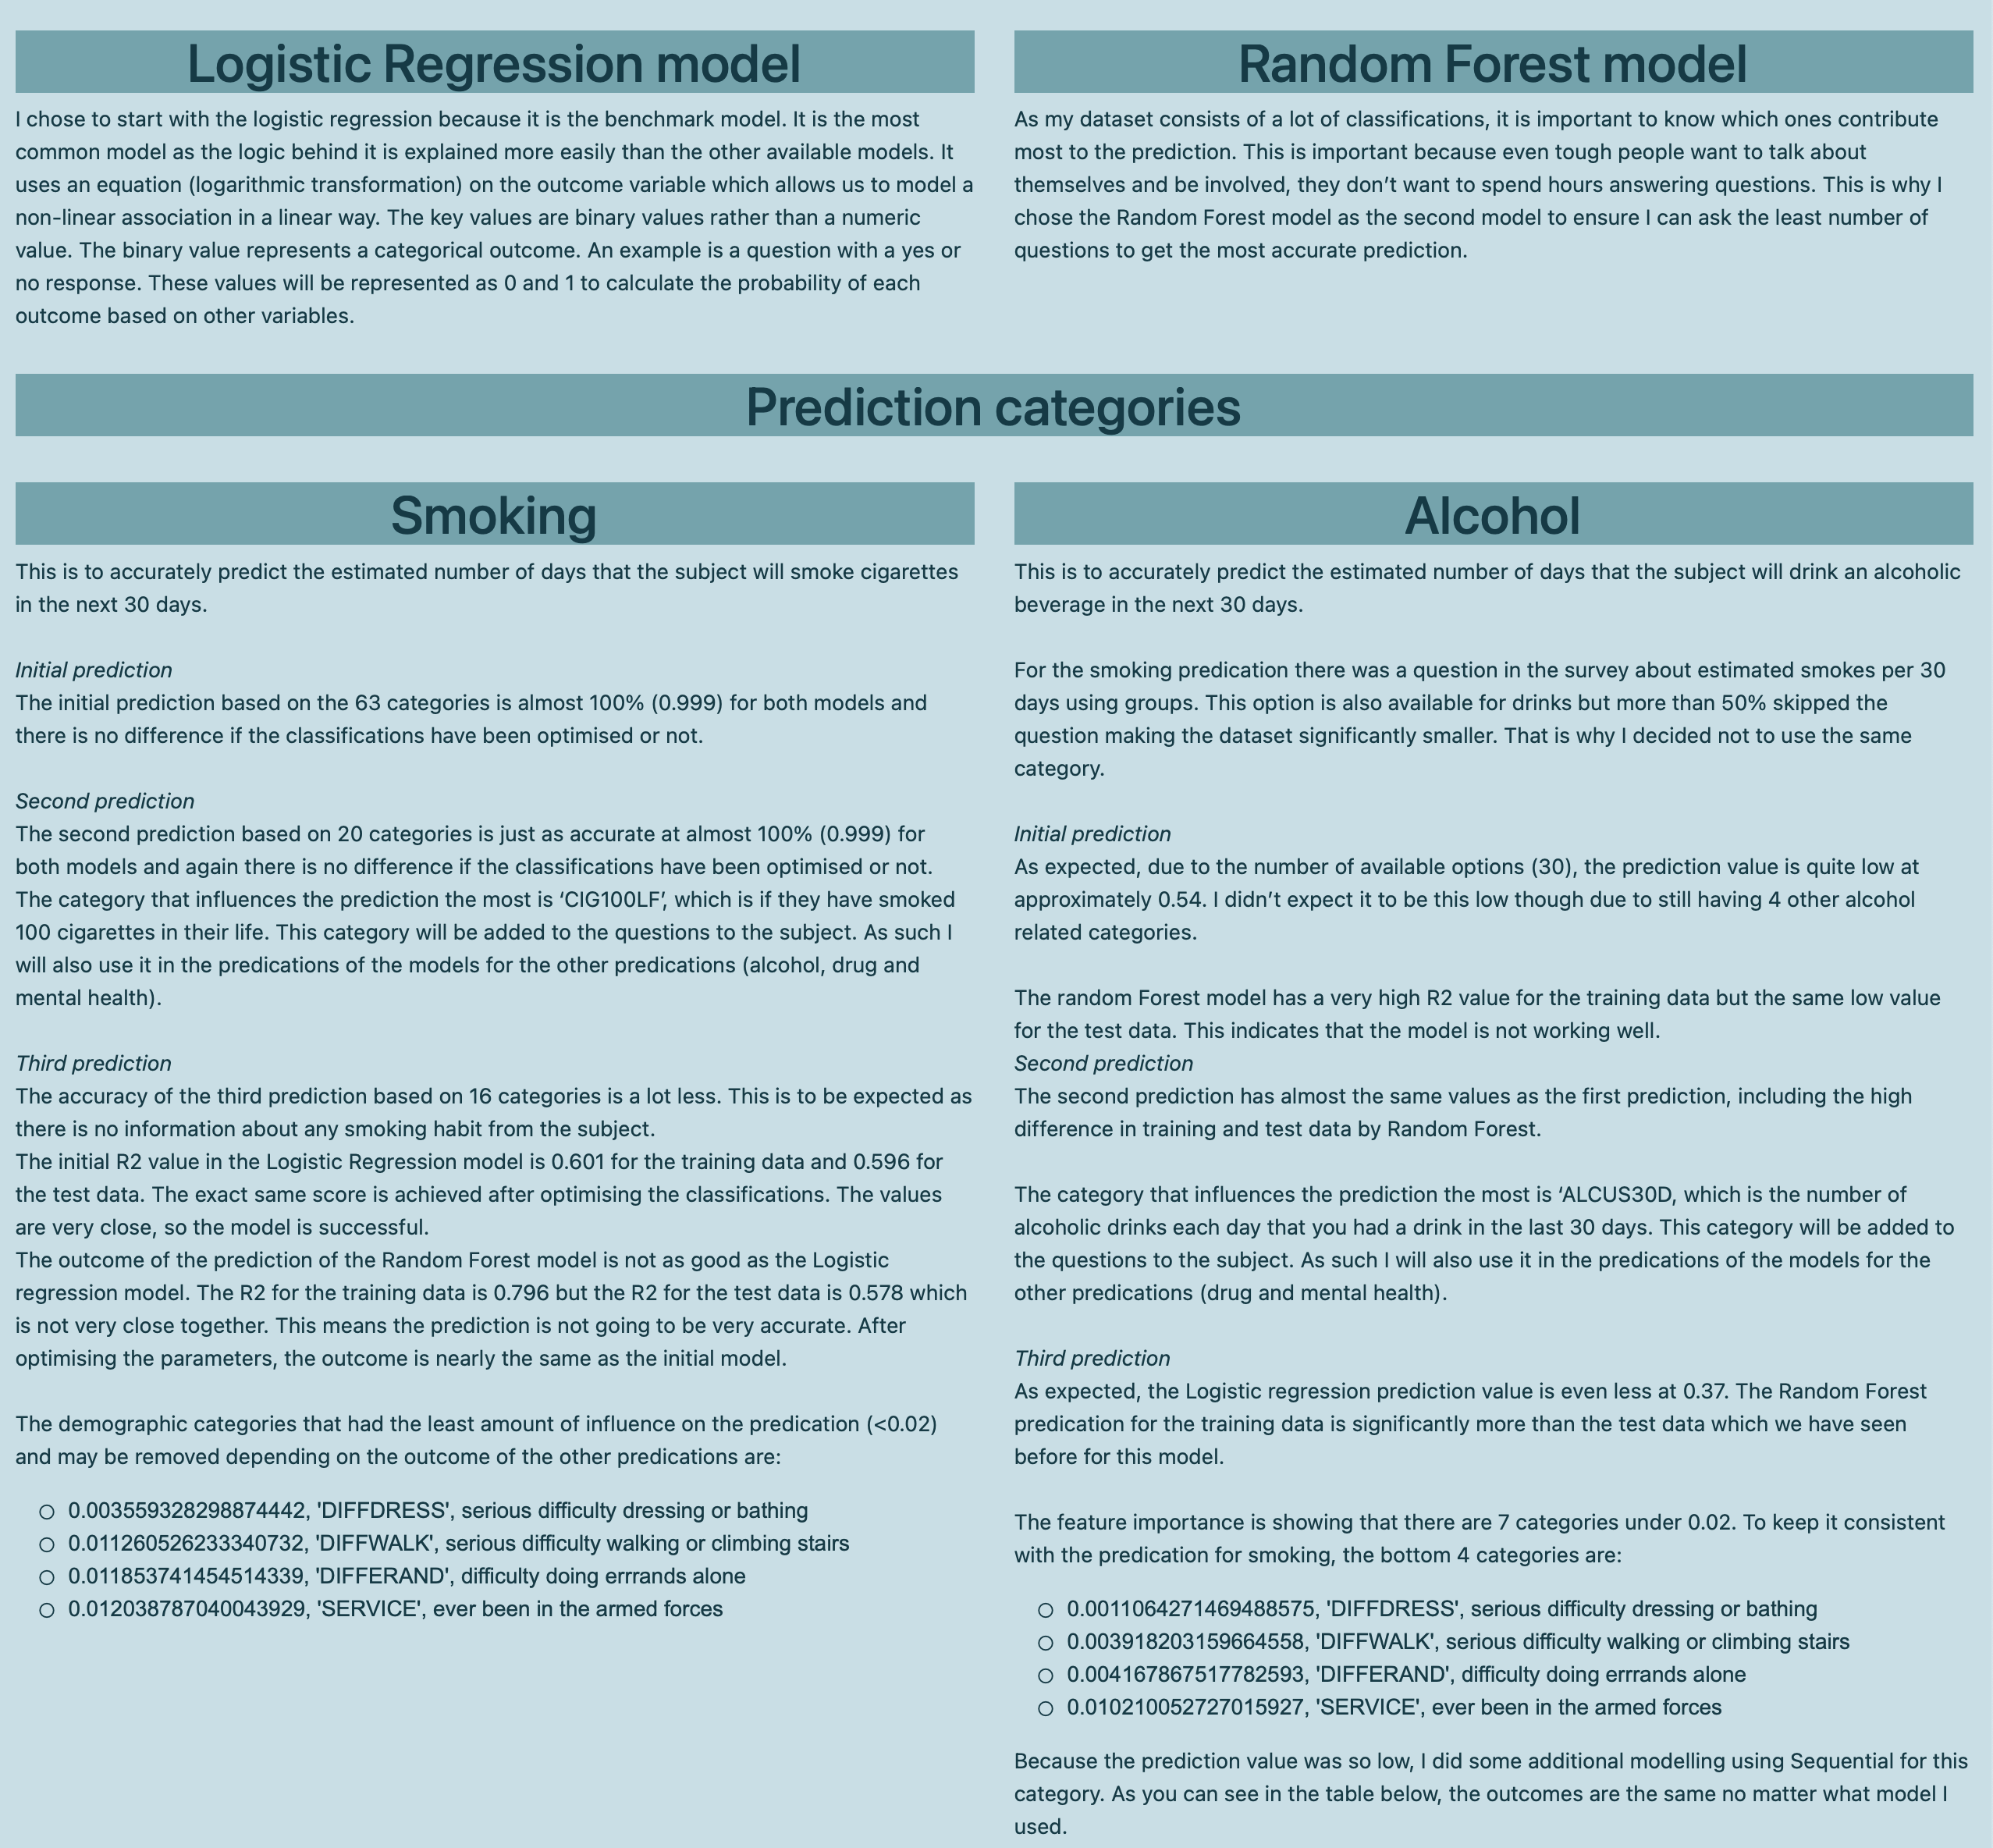 Logistic Regression model
I chose to start with the logistic regression because it is the benchmark model. It is the most
common model as the logic behind it is explained more easily than the other available models. It
uses an equation (logarithmic transformation) on the outcome variable which allows us to model a
non-linear association in a linear way. The key values are binary values rather than a numeric
value. The binary value represents a categorical outcome. An example is a question with a yes or
no response. These values will be represented as 0 and 1 to calculate the probability of each
outcome based on other variables.
Random Forest model
As my dataset consists of a lot of classifications, it is important to know which ones contribute
most to the prediction. This is important because even tough people want to talk about
themselves and be involved, they don’t want to spend hours answering questions. This is why I
chose the Random Forest model as the second model to ensure I can ask the least number of
questions to get the most accurate prediction.
Prediction categories
Smoking
This is to accurately predict the estimated number of days that the subject will smoke cigarettes
in the next 30 days.
Initial prediction
The initial prediction based on the 63 categories is almost 100% (0.999) for both models and
there is no difference if the classifications have been optimised or not.
Second prediction
The second prediction based on 20 categories is just as accurate at almost 100% (0.999) for
both models and again there is no difference if the classifications have been optimised or not.
The category that influences the prediction the most is ‘CIG100LF’, which is if they have smoked
100 cigarettes in their life. This category will be added to the questions to the subject. As such I
will also use it in the predications of the models for the other predications (alcohol, drug and
mental health).
Third prediction
The accuracy of the third prediction based on 16 categories is a lot less. This is to be expected as
there is no information about any smoking habit from the subject.
The initial R2 value in the Logistic Regression model is 0.601 for the training data and 0.596 for
the test data. The exact same score is achieved after optimising the classifications. The values
are very close, so the model is successful.
The outcome of the prediction of the Random Forest model is not as good as the Logistic
regression model. The R2 for the training data is 0.796 but the R2 for the test data is 0.578 which
is not very close together. This means the prediction is not going to be very accurate. After
optimising the parameters, the outcome is nearly the same as the initial model.
The demographic categories that had the least amount of influence on the predication (<0.02)
and may be removed depending on the outcome of the other predications are:
○ 0.003559328298874442, 'DIFFDRESS', serious difficulty dressing or bathing
○ 0.011260526233340732, 'DIFFWALK', serious difficulty walking or climbing stairs
○ 0.011853741454514339, 'DIFFERAND', difficulty doing errrands alone
○ 0.012038787040043929, 'SERVICE', ever been in the armed forces
Alcohol
This is to accurately predict the estimated number of days that the subject will drink an alcoholic
beverage in the next 30 days.
For the smoking predication there was a question in the survey about estimated smokes per 30
days using groups. This option is also available for drinks but more than 50% skipped the
question making the dataset significantly smaller. That is why I decided not to use the same
category.
Initial prediction
As expected, due to the number of available options (30), the prediction value is quite low at
approximately 0.54. I didn’t expect it to be this low though due to still having 4 other alcohol
related categories.
The random Forest model has a very high R2 value for the training data but the same low value
for the test data. This indicates that the model is not working well.
Second prediction
The second prediction has almost the same values as the first prediction, including the high
difference in training and test data by Random Forest.
The category that influences the prediction the most is ‘ALCUS30D, which is the number of
alcoholic drinks each day that you had a drink in the last 30 days. This category will be added to
the questions to the subject. As such I will also use it in the predications of the models for the
other predications (drug and mental health).
Third prediction
As expected, the Logistic regression prediction value is even less at 0.37. The Random Forest
predication for the training data is significantly more than the test data which we have seen
before for this model.
The feature importance is showing that there are 7 categories under 0.02. To keep it consistent
with the predication for smoking, the bottom 4 categories are:
○ 0.0011064271469488575, 'DIFFDRESS', serious difficulty dressing or bathing
○ 0.003918203159664558, 'DIFFWALK', serious difficulty walking or climbing stairs
○ 0.004167867517782593, 'DIFFERAND', difficulty doing errrands alone
○ 0.010210052727015927, 'SERVICE', ever been in the armed forces
Because the prediction value was so low, I did some additional modelling using Sequential for this
category. As you can see in the table below, the outcomes are the same no matter what model I
used.